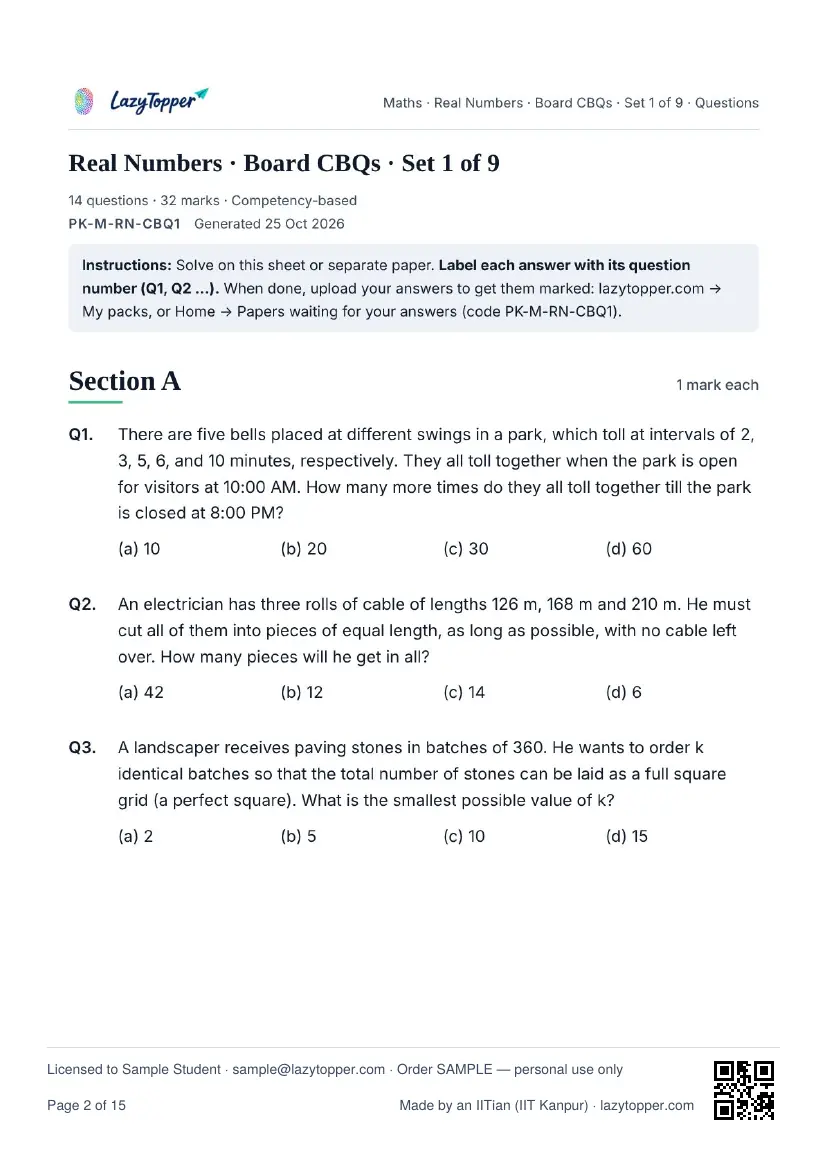 LazyTopper
Maths · Real Numbers · Board CBQs · Set 1 of 9 · Questions
Real Numbers · Board CBQs · Set 1 of 9
14 questions · 32 marks · Competency-based
PK-M-RN-CBQ1 Generated 25 Oct 2026
Instructions: Solve on this sheet or separate paper. Label each answer with its question
number (Q1, Q2 ...). When done, upload your answers to get them marked: lazytopper.com →
My packs, or Home → Papers waiting for your answers (code PK-M-RN-CBQ1).
Section A
1 mark each
Q1. There are five bells placed at different swings in a park, which toll at intervals of 2,
3, 5, 6, and 10 minutes, respectively. They all toll together when the park is open
for visitors at 10:00 AM. How many more times do they all toll together till the park
is closed at 8:00 PM?
(a) 10 (b) 20 (c) 30 (d) 60
Q2. An electrician has three rolls of cable of lengths 126 m, 168 m and 210 m. He must
cut all of them into pieces of equal length, as long as possible, with no cable left
over. How many pieces will he get in all?
(a) 42 (b) 12 (c) 14 (d) 6
Q3. A landscaper receives paving stones in batches of 360. He wants to order k
identical batches so that the total number of stones can be laid as a full square
grid (a perfect square). What is the smallest possible value of k?
(a) 2 (b) 5 (c) 10 (d) 15
Licensed to Sample Student · sample@lazytopper.com · Order SAMPLE — personal use only
Page 2 of 15
Made by an IITian (IIT Kanpur) · lazytopper.com